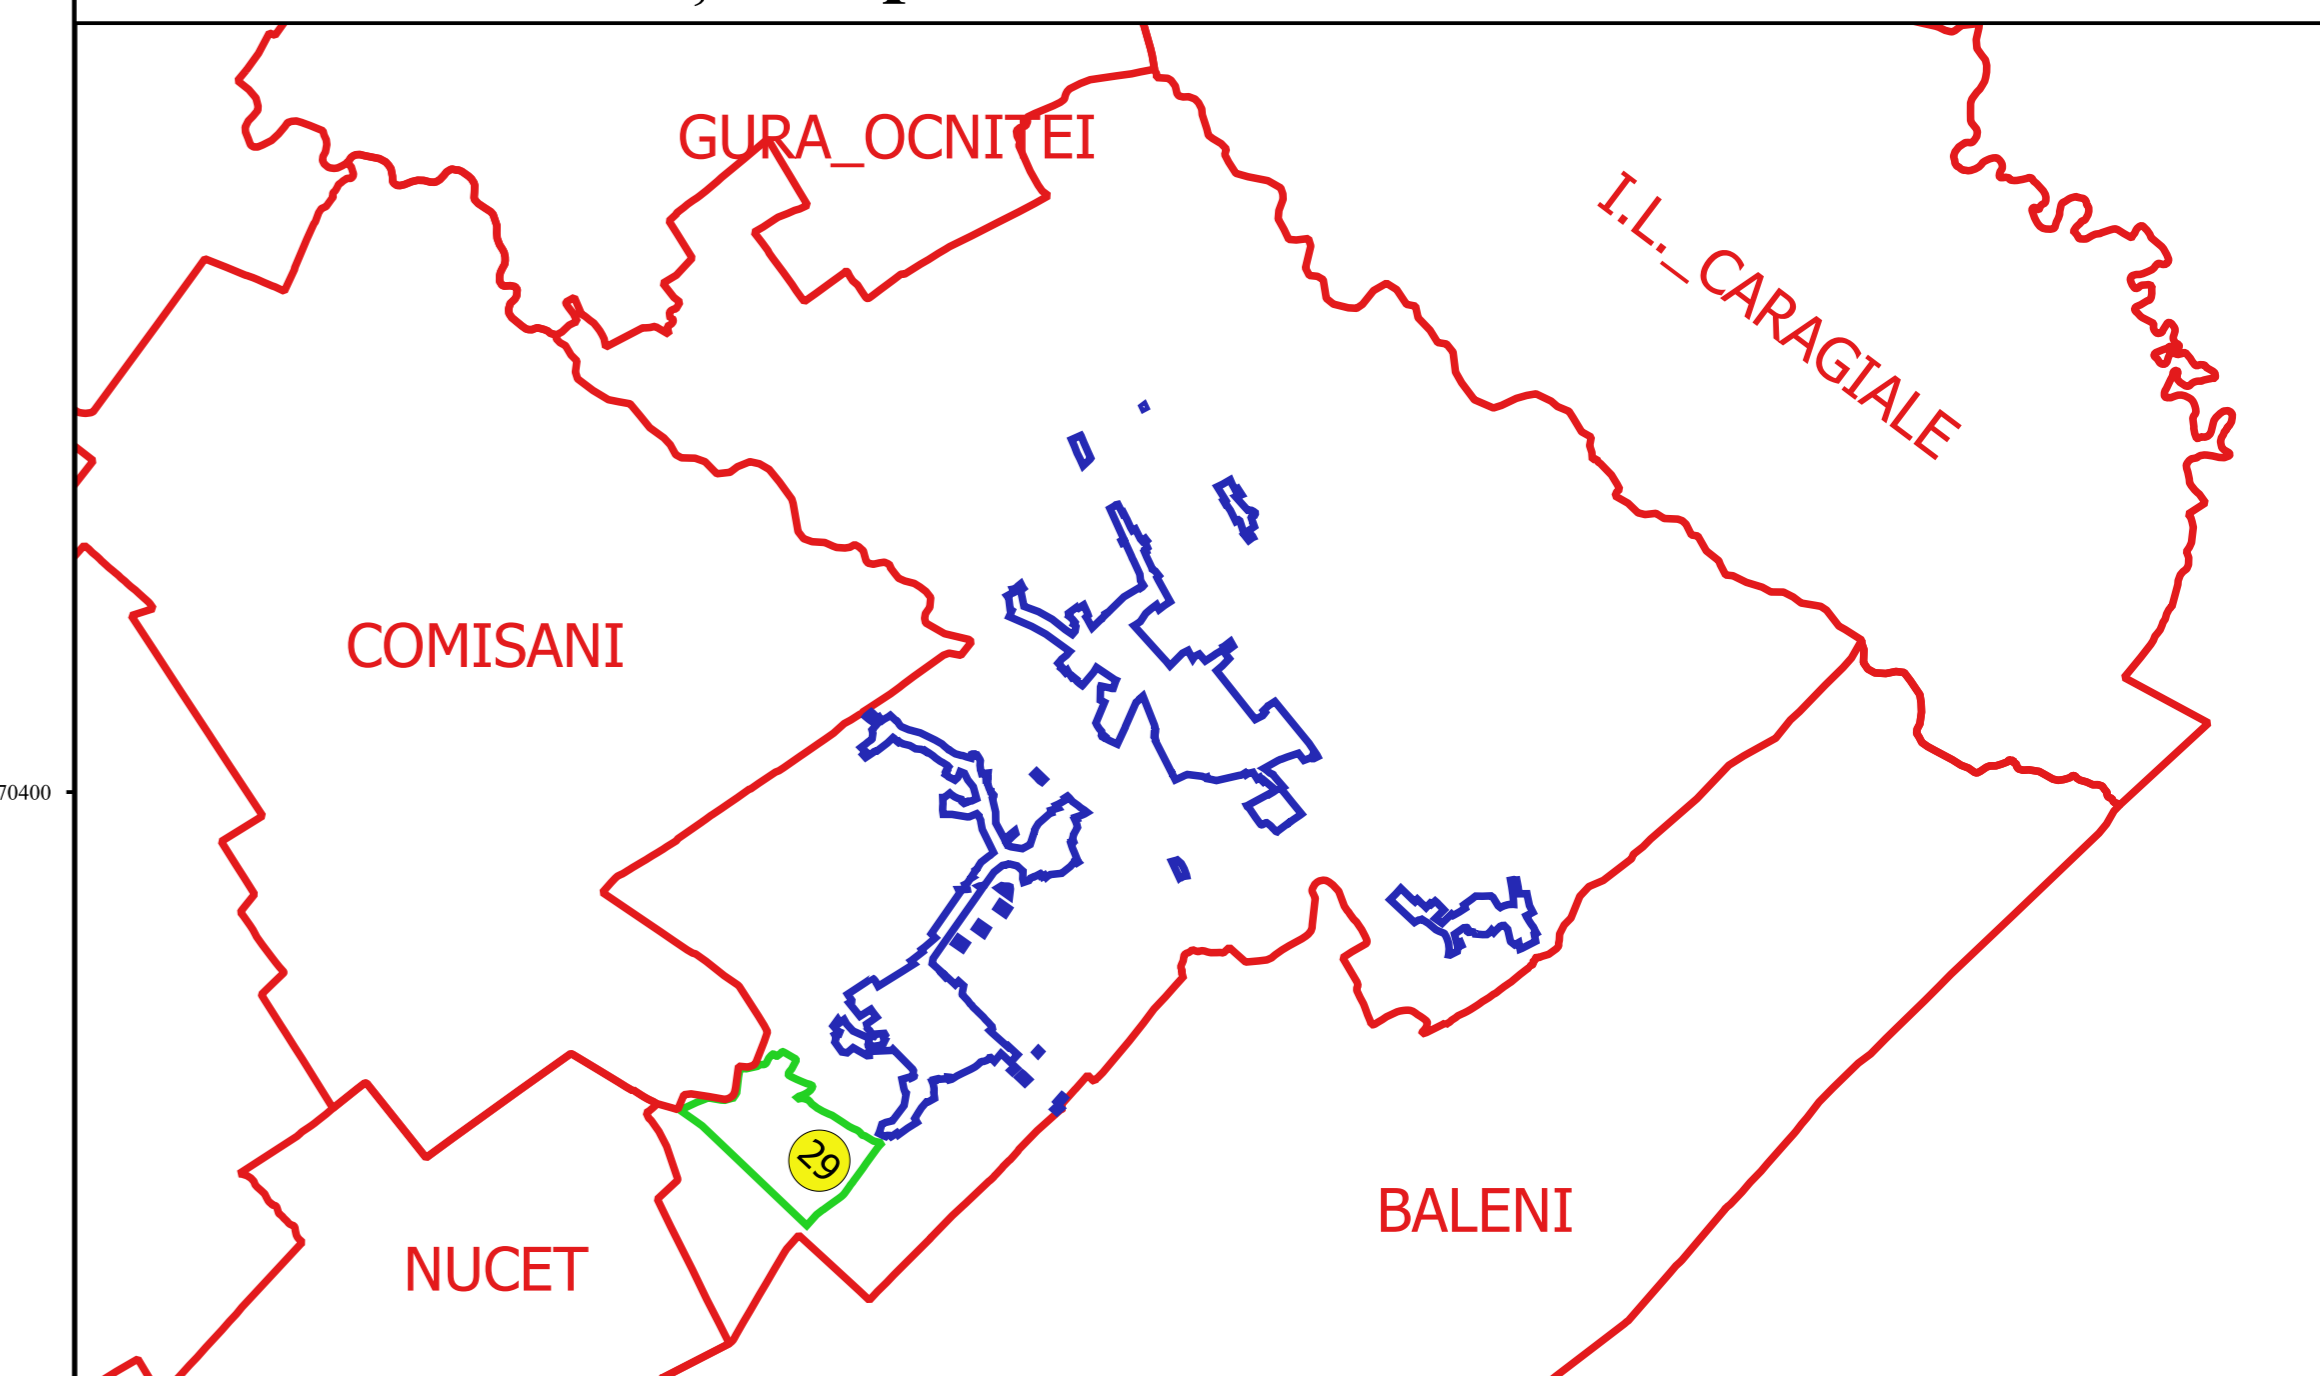 GURA_OCNITEI
I.L._CARAGIALE
COMISANI
70400
29
BALENI
NUCET